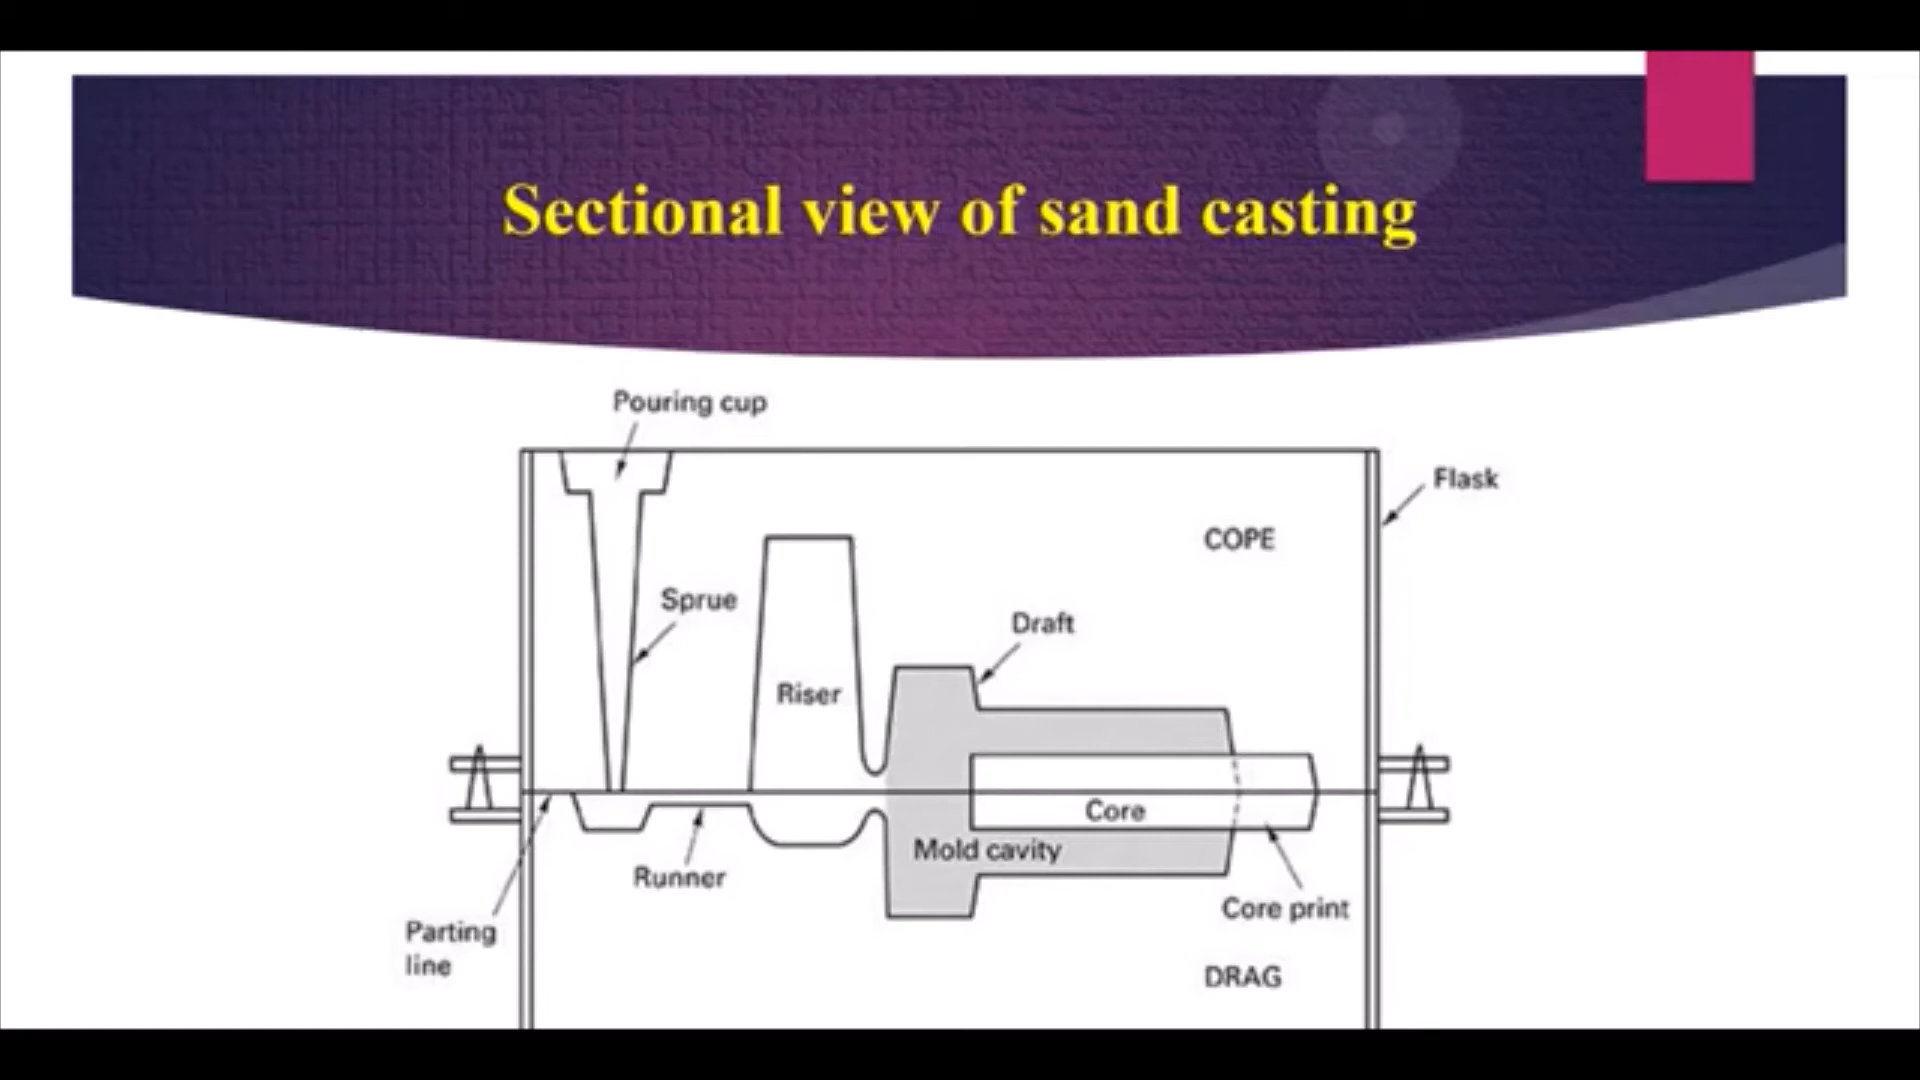 Sectional view of sand casting
Pouring cup
Flask
COPE
Sprue
Draft
Riser
Core
Mold cavity
Runner
Core print
Parting
line
DRAG